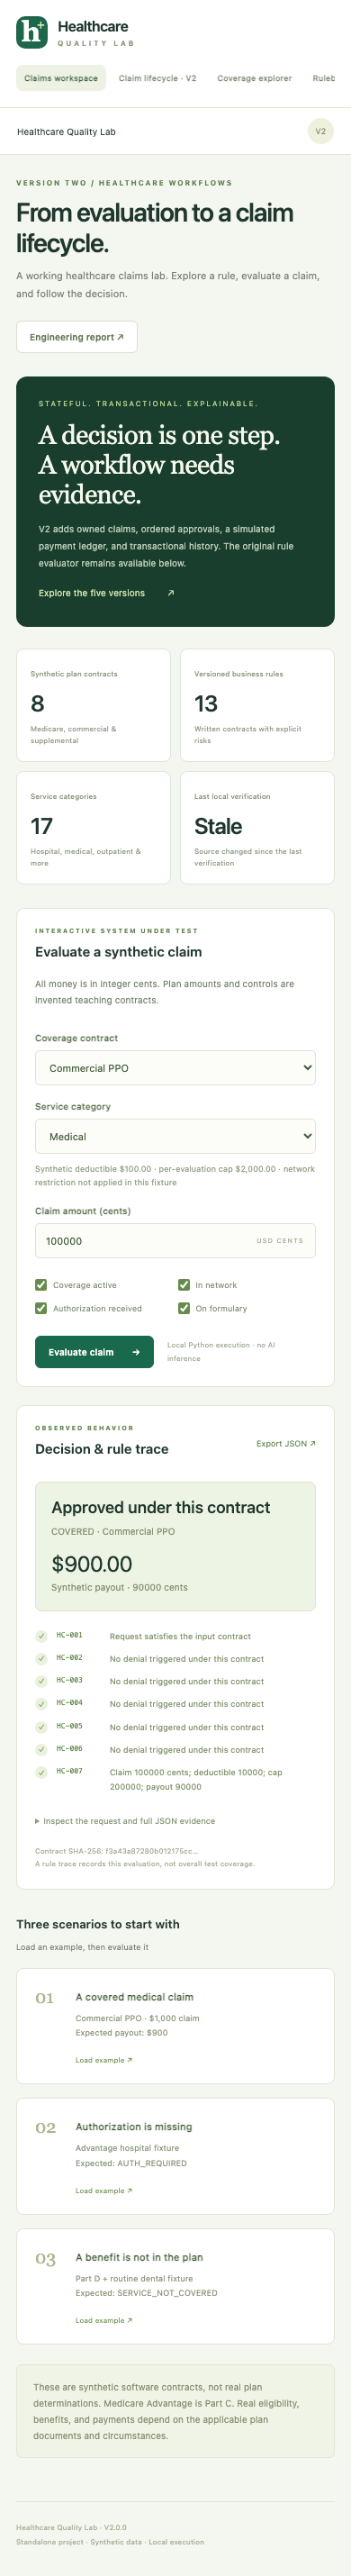 h+
Healthcare
QUALITY LAB
Claims workspace
Claim lifecycle · V2
Coverage explorer
Healthcare Quality Lab
V2
VERSION TWO / HEALTHCARE WORKFLOWS
From evaluation to a claim
lifecycle.
A working healthcare claims lab. Explore a rule, evaluate a claim,
and follow the decision.
Engineering report ↗
STATEFUL. TRANSACTIONAL. EXPLAINABLE.
A decision is one step.
A workflow needs
evidence.
V2 adds owned claims, ordered approvals, a simulated
payment ledger, and transactional history. The original rule
evaluator remains available below.
Explore the five versions ↗
Synthetic plan contracts
8
Medicare, commercial &
supplemental
Versioned business rules
13
Written contracts with explicit
risks
Service categories
17
Hospital, medical, outpatient &
more
Last local verification
Stale
Source changed since the last
verification
INTERACTIVE SYSTEM UNDER TEST
Evaluate a synthetic claim
All money is in integer cents. Plan amounts and controls are
invented teaching contracts.
Coverage contract
Commercial PPO
Service category
Medical
Synthetic deductible $100.00 · per-evaluation cap $2,000.00 · network
restriction not applied in this fixture
Claim amount (cents)
100000 USD CENTS
Coverage active
In network
Authorization received
On formulary
Evaluate claim →
Local Python execution · no AI
inference
OBSERVED BEHAVIOR
Decision & rule trace
Export JSON ↗
Approved under this contract
COVERED · Commercial PPO
$900.00
Synthetic payout · 90000 cents
HC-001 Request satisfies the input contract
HC-002 No denial triggered under this contract
HC-003 No denial triggered under this contract
HC-004 No denial triggered under this contract
HC-005 No denial triggered under this contract
HC-006 No denial triggered under this contract
HC-007 Claim 100000 cents; deductible 10000; cap
200000; payout 90000
Inspect the request and full JSON evidence
Contract SHA-256: f3a43a87280b012175cc…
A rule trace records this evaluation, not overall test coverage.
Three scenarios to start with
Load an example, then evaluate it
01
A covered medical claim
Commercial PPO · $1,000 claim
Expected payout: $900
Load example ↗
02
Authorization is missing
Advantage hospital fixture
Expected: AUTH_REQUIRED
Load example ↗
03
A benefit is not in the plan
Part D + routine dental fixture
Expected: SERVICE_NOT_COVERED
Load example ↗
These are synthetic software contracts, not real plan
determinations. Medicare Advantage is Part C. Real eligibility,
benefits, and payments depend on the applicable plan
documents and circumstances.
Healthcare Quality Lab · V2.0.0
Standalone project · Synthetic data · Local execution